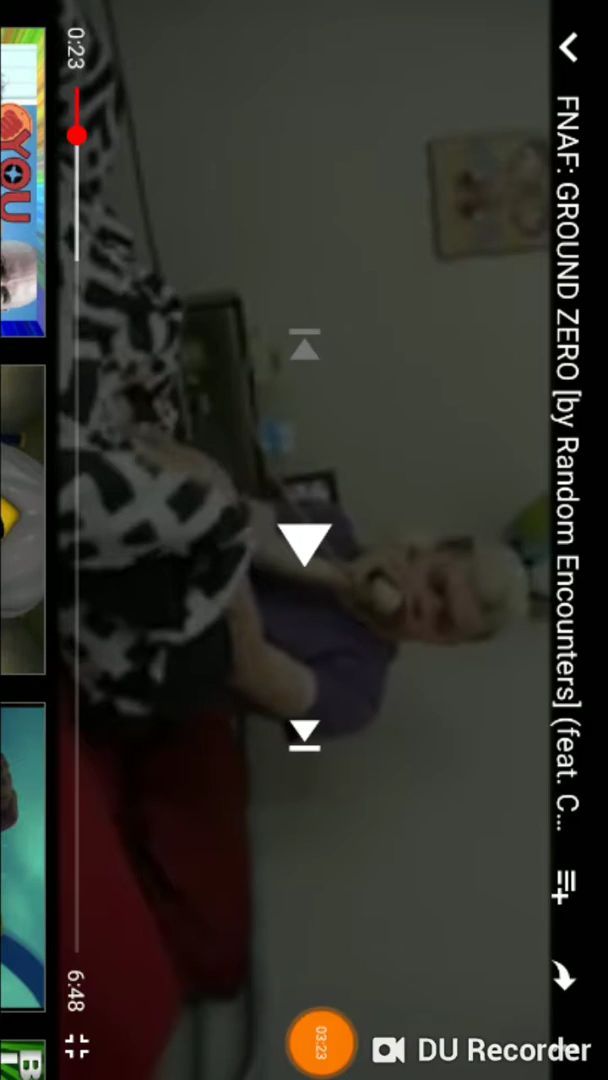 FNAF: GROUND ZERO [by Random Encounters] (feat. C...
0:23
6:48
YOU
03:23
DU Recorder